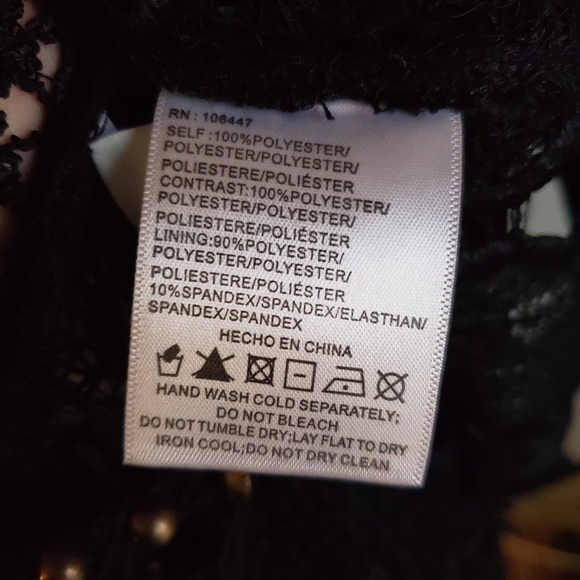 RN : 106447
SELF :100%POLYESTER/
POLYESTER/POLYESTER/
POLIESTERE/POLIÉSTER
CONTRAST:100%POLYESTER/
POLYESTER/POLYESTER/
POLIESTERE/POLIÉSTER
LINING:90%POLYESTER/
POLYESTER/POLYESTER/
POLIESTERE/POLIÉSTER
10%SPANDEX/SPANDEX/ELASTHAN/
SPANDEX/SPANDEX
HECHO EN CHINA
HAND WASH COLD SEPARATELY;
DO NOT BLEACH
DO NOT TUMBLE DRY;LAY FLAT TO DRY
IRON COOL;DO NOT DRY CLEAN